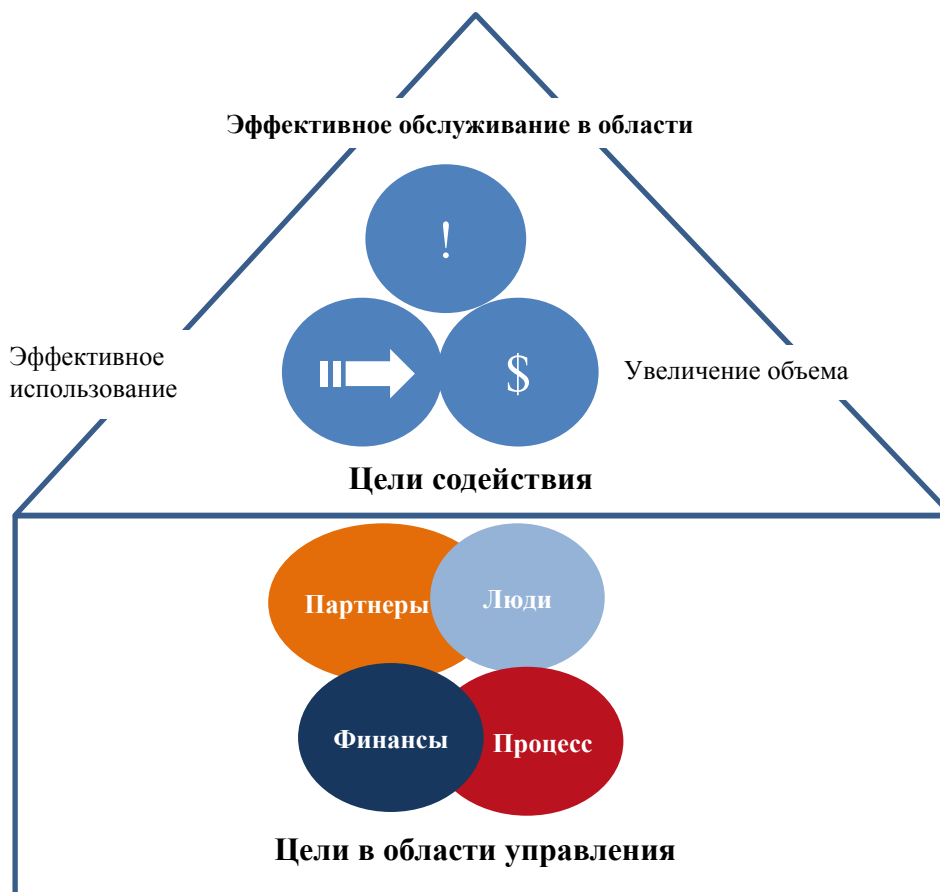 Эффективное обслуживание в области
!
Эффективное
использование
$
Увеличение объема
Цели содействия
Партнеры
Люди
Финансы
Процесс
Цели в области управления